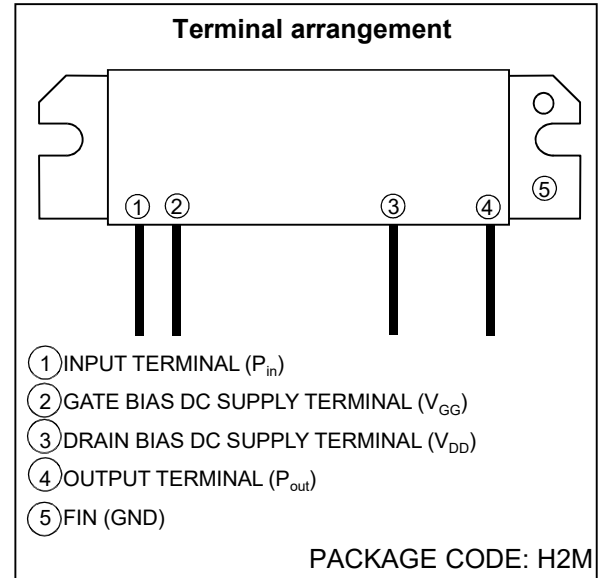 Terminal arrangement
⑤
① ② ③ ④
① INPUT TERMINAL (Pin)
② GATE BIAS DC SUPPLY TERMINAL (VGG)
③ DRAIN BIAS DC SUPPLY TERMINAL (VDD)
④ OUTPUT TERMINAL (Pout)
⑤ FIN (GND)
PACKAGE CODE: H2M